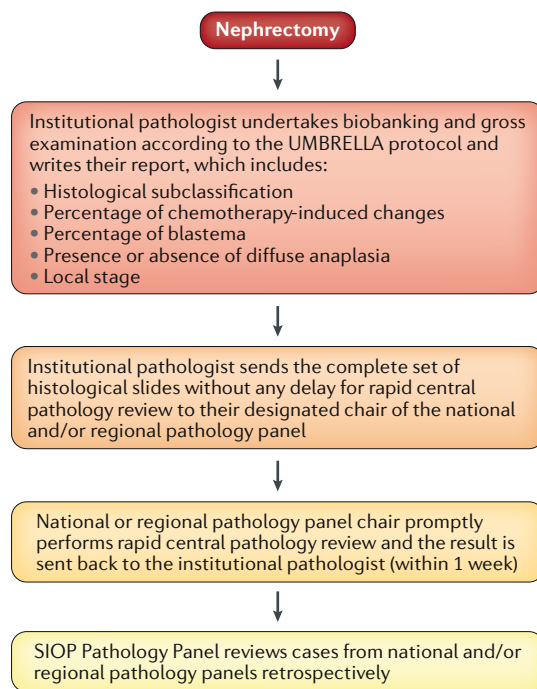 Nephrectomy
Institutional pathologist undertakes biobanking and gross
examination according to the UMBRELLA protocol and
writes their report, which includes:
• Histological subclassification
• Percentage of chemotherapy-induced changes
• Percentage of blastema
• Presence or absence of diffuse anaplasia
• Local stage
Institutional pathologist sends the complete set of
histological slides without any delay for rapid central
pathology review to their designated chair of the national
and/or regional pathology panel
National or regional pathology panel chair promptly
performs rapid central pathology review and the result is
sent back to the institutional pathologist (within 1 week)
SIOP Pathology Panel reviews cases from national and/or
regional pathology panels retrospectively